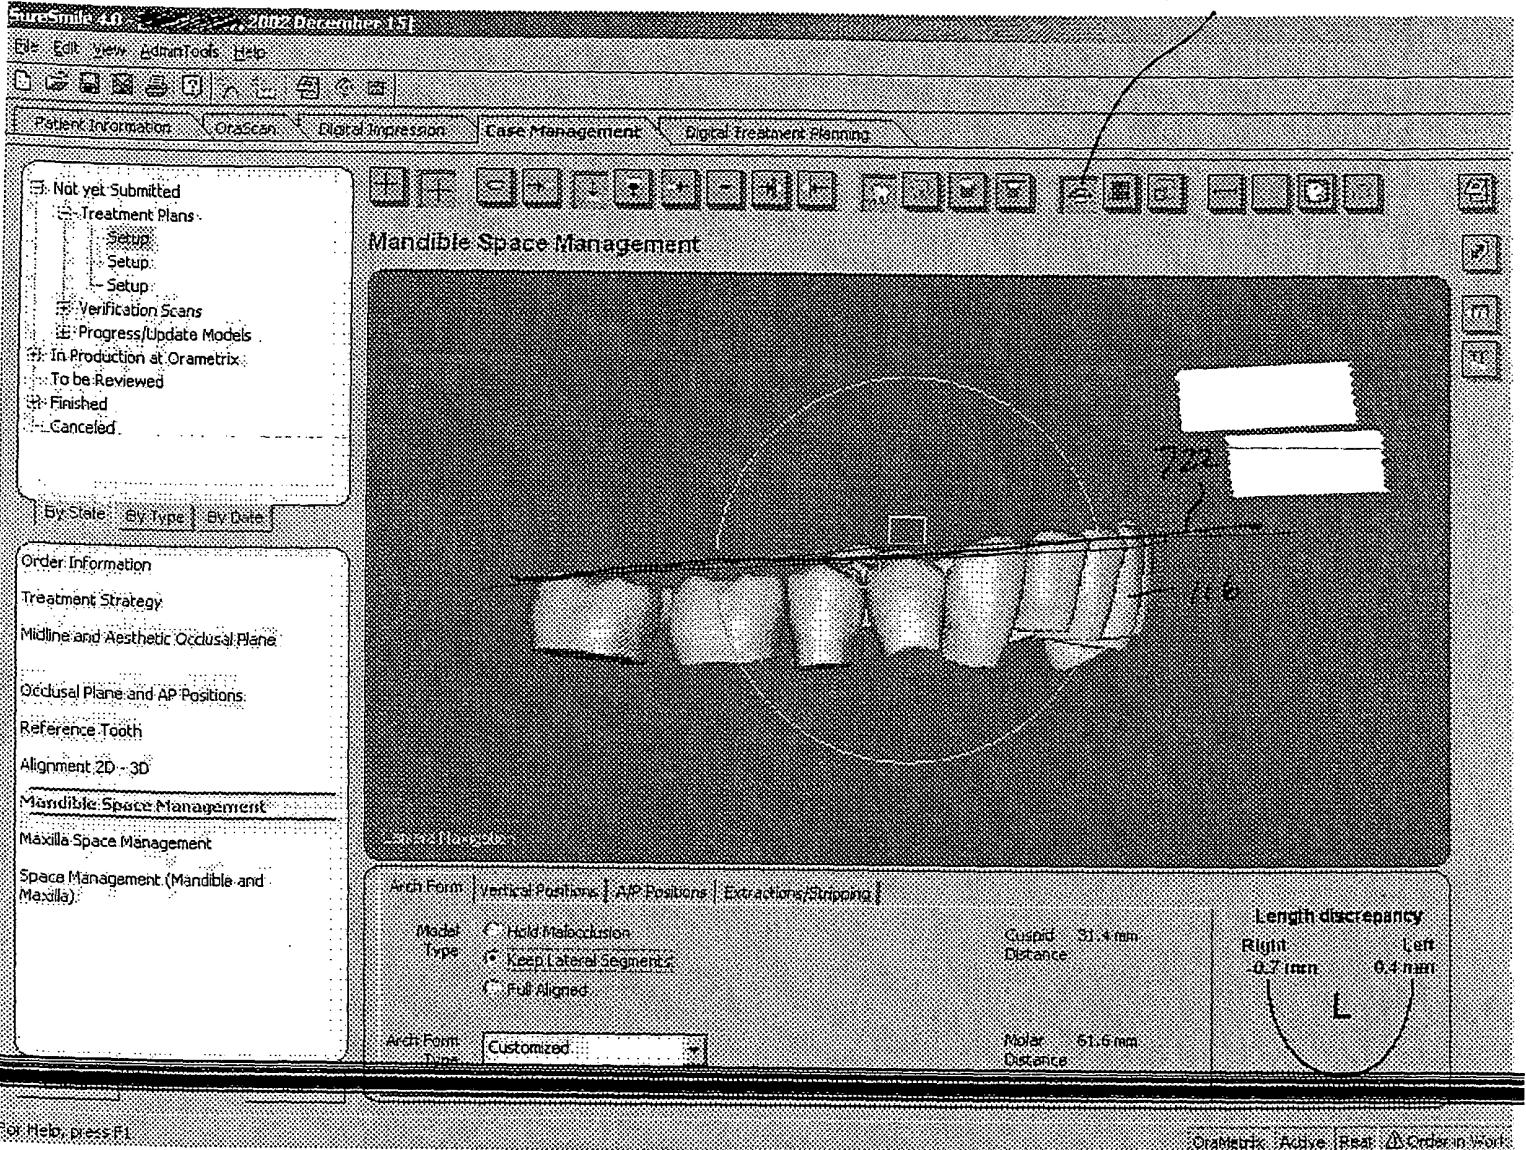 SureSmile 4.0 - 2002 December 15]
File Edit View AdminTools Help
Patient Information OraScan Digital Impression Case Management Digital Treatment Planning
Not yet Submitted
Treatment Plans
Setup
Setup
Setup
Verification Scans
Progress/Update Models
In Production at Orametrix
To be Reviewed
Finished
Canceled
By State By Type By Date
Order Information
Treatment Strategy
Midline and Aesthetic Occlusal Plane
Occlusal Plane and AP Positions
Reference Tooth
Alignment 2D - 3D
Mandible Space Management
Maxilla Space Management
Space Management (Mandible and
Maxilla)
Mandible Space Management
722
716
Arch Form Vertical Positions A/P Positions Extractions/Stripping
Model
Type
Hold Malocclusion
Keep Lateral Segments
Full Aligned
Cuspid
Distance
31.4 mm
Arch Form
Type
Customized
Molar
Distance
61.6 mm
Length discrepancy
Right Left
-0.7 mm 0.4 mm
L
For Help, press F1
OraMetrix Active Real Order in Work